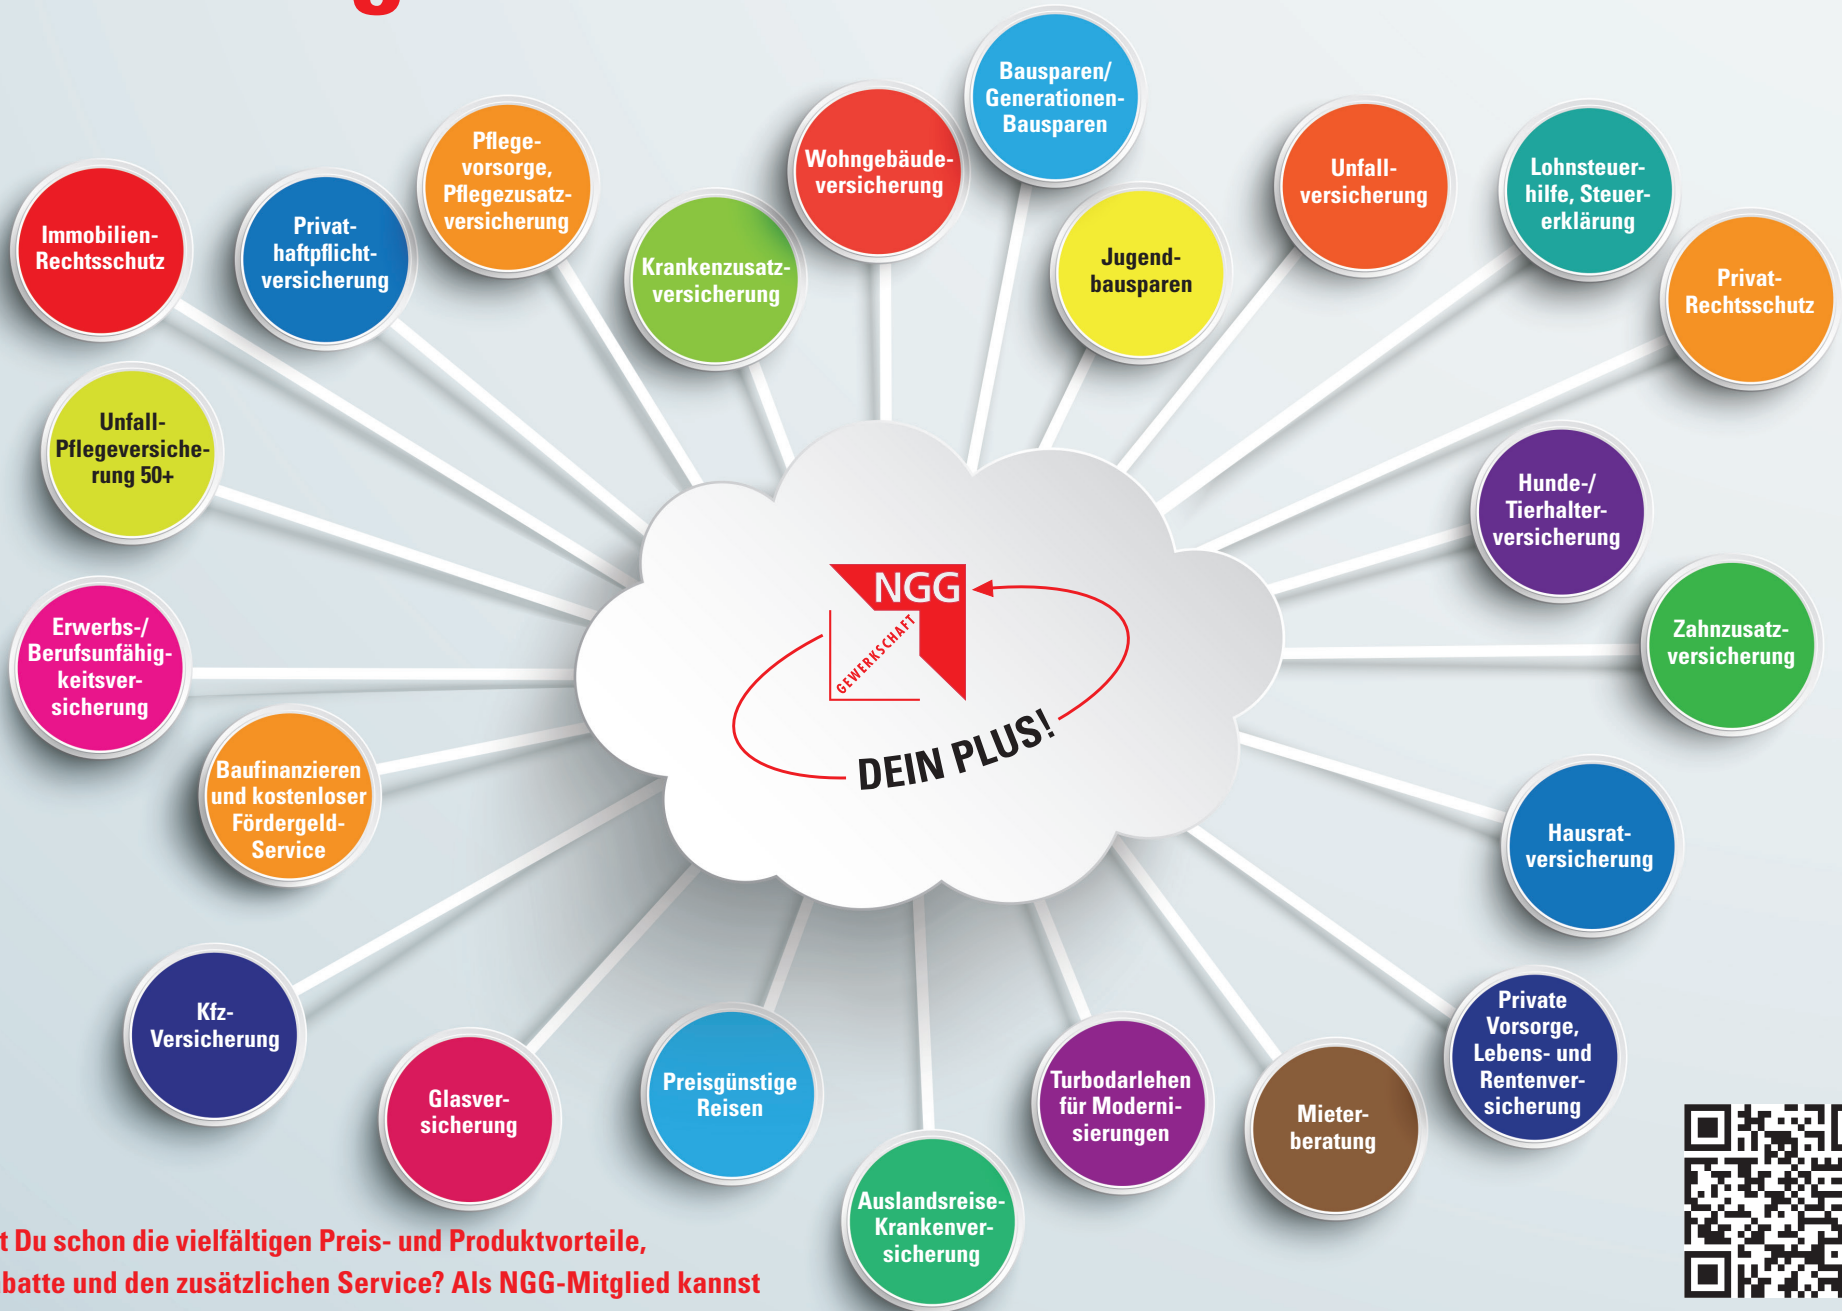 Bausparen/
Generationen-
Bausparen
Pflege-
vorsorge,
Pflegezusatz-
versicherung
Wohngebäude-
versicherung
Unfall-
versicherung
Lohnsteuer-
hilfe, Steuer-
erklärung
Immobilien-
Rechtsschutz
Privat-
haftpflicht-
versicherung
Krankenzusatz-
versicherung
Jugend-
bausparen
Privat-
Rechtsschutz
Unfall-
Pflegeversiche-
rung 50+
Hunde-/
Tierhalter-
versicherung
NGG
GEWERKSCHAFT
DEIN PLUS!
Erwerbs-/
Berufsunfähig-
keitsver-
sicherung
Zahnzusatz-
versicherung
Baufinanzieren
und kostenloser
Fördergeld-
Service
Hausrat-
versicherung
Kfz-
Versicherung
Glasver-
sicherung
Preisgünstige
Reisen
Auslandsreise-
Krankenver-
sicherung
Turbodarlehen
für Moderni-
sierungen
Mieter-
beratung
Private
Vorsorge,
Lebens- und
Rentenver-
sicherung
t Du schon die vielfältigen Preis- und Produktvorteile,
batte und den zusätzlichen Service? Als NGG-Mitglied kannst